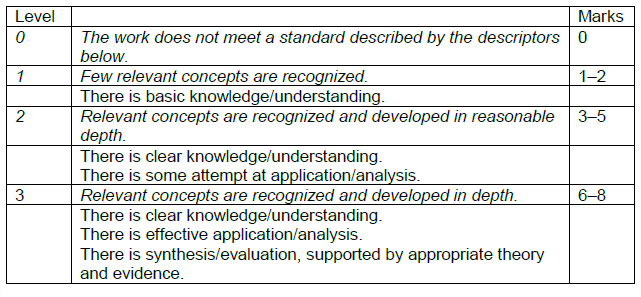 Level Marks
0 The work does not meet a standard described by the descriptors 0
below.
1 Few relevant concepts are recognized. 1–2
There is basic knowledge/understanding.
2 Relevant concepts are recognized and developed in reasonable 3–5
depth.
There is clear knowledge/understanding.
There is some attempt at application/analysis.
3 Relevant concepts are recognized and developed in depth. 6–8
There is clear knowledge/understanding.
There is effective application/analysis.
There is synthesis/evaluation, supported by appropriate theory
and evidence.